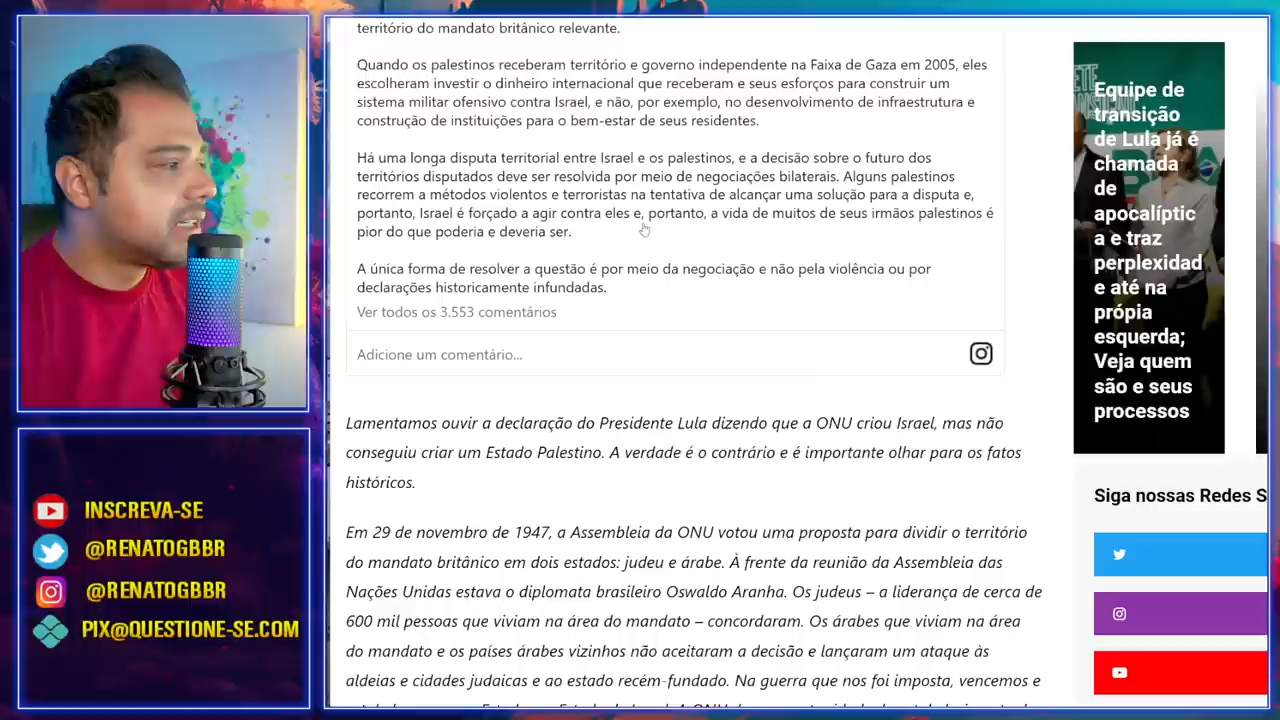 território do mandato britânico relevante.
Quando os palestinos receberam território e governo independente na Faixa de Gaza em 2005, eles
escolheram investir o dinheiro internacional que receberam e seus esforços para construir um
sistema militar ofensivo contra Israel, e não, por exemplo, no desenvolvimento de infraestrutura e
construção de instituições para o bem-estar de seus residentes.
Há uma longa disputa territorial entre Israel e os palestinos, e a decisão sobre o futuro dos
territórios disputados deve ser resolvida por meio de negociações bilaterais. Alguns palestinos
recorrem a métodos violentos e terroristas na tentativa de alcançar uma solução para a disputa e,
portanto, Israel é forçado a agir contra eles e, portanto, a vida de muitos de seus irmãos palestinos é
pior do que poderia e deveria ser.
A única forma de resolver a questão é por meio da negociação e não pela violência ou por
declarações historicamente infundadas.
Ver todos os 3.553 comentários
Adicione um comentário...
Lamentamos ouvir a declaração do Presidente Lula dizendo que a ONU criou Israel, mas não
conseguiu criar um Estado Palestino. A verdade é o contrário e é importante olhar para os fatos
históricos.
Em 29 de novembro de 1947, a Assembleia da ONU votou uma proposta para dividir o território
do mandato britânico em dois estados: judeu e árabe. À frente da reunião da Assembleia das
Nações Unidas estava o diplomata brasileiro Oswaldo Aranha. Os judeus – a liderança de cerca de
600 mil pessoas que viviam na área do mandato – concordaram. Os árabes que viviam na área
do mandato e os países árabes vizinhos não aceitaram a decisão e lançaram um ataque às
aldeias e cidades judaicas e ao estado recém-fundado. Na guerra que nos foi imposta, vencemos e
Equipe de
transição
de Lula já é
chamada
de
apocalíptic
a e traz
perplexidad
e até na
própia
esquerda;
Veja quem
são e seus
processos
Siga nossas Redes S
INSCREVA-SE
@RENATOGBBR
@RENATOGBBR
PIX@QUESTIONE-SE.COM